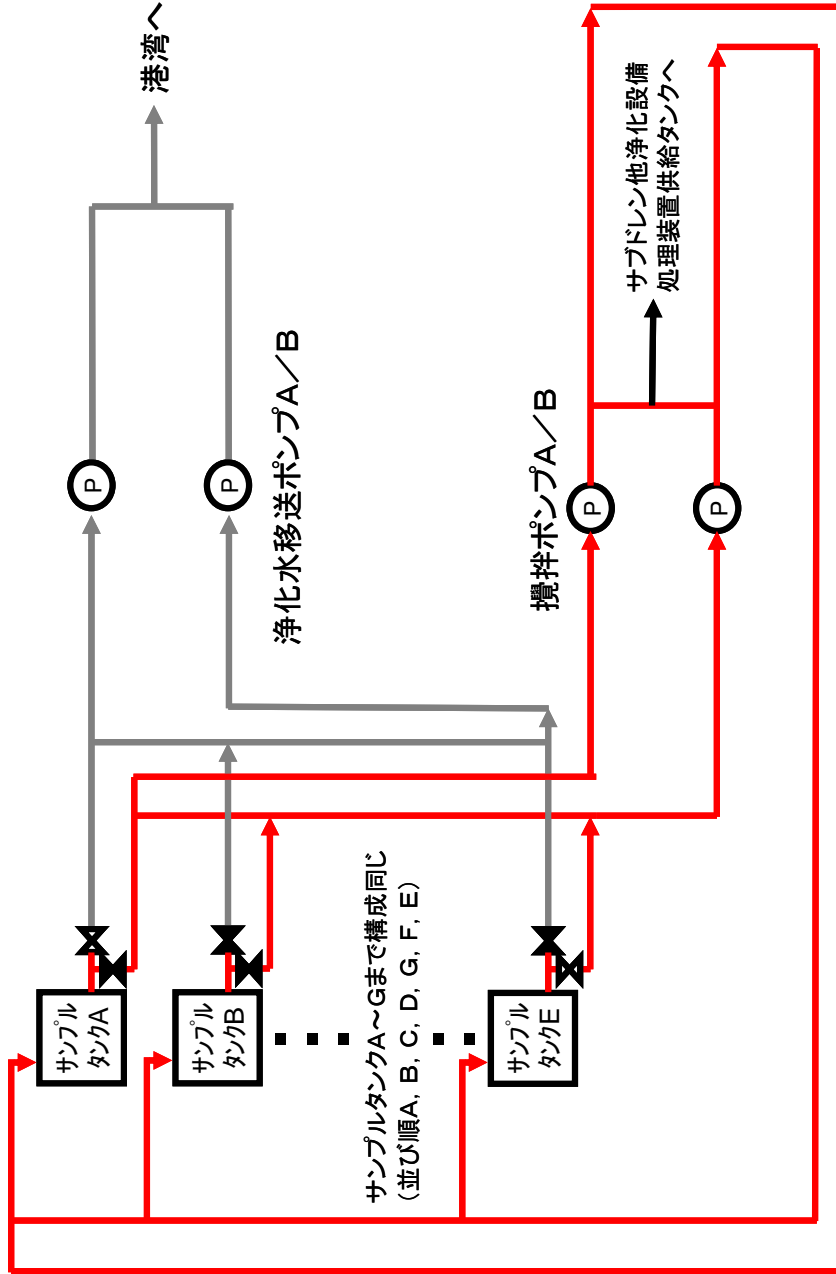 サンプル
タンクA
サンプル
タンクB
サンプルタンクA～Gまで構成同じ
(並び順A, B, C, D, G, F, E)
サンプル
タンクE
P
P
浄化水移送ポンプA／B
港湾へ
攪拌ポンプA／B
P
P
サブドレン他浄化設備
処理装置供給タンクへ